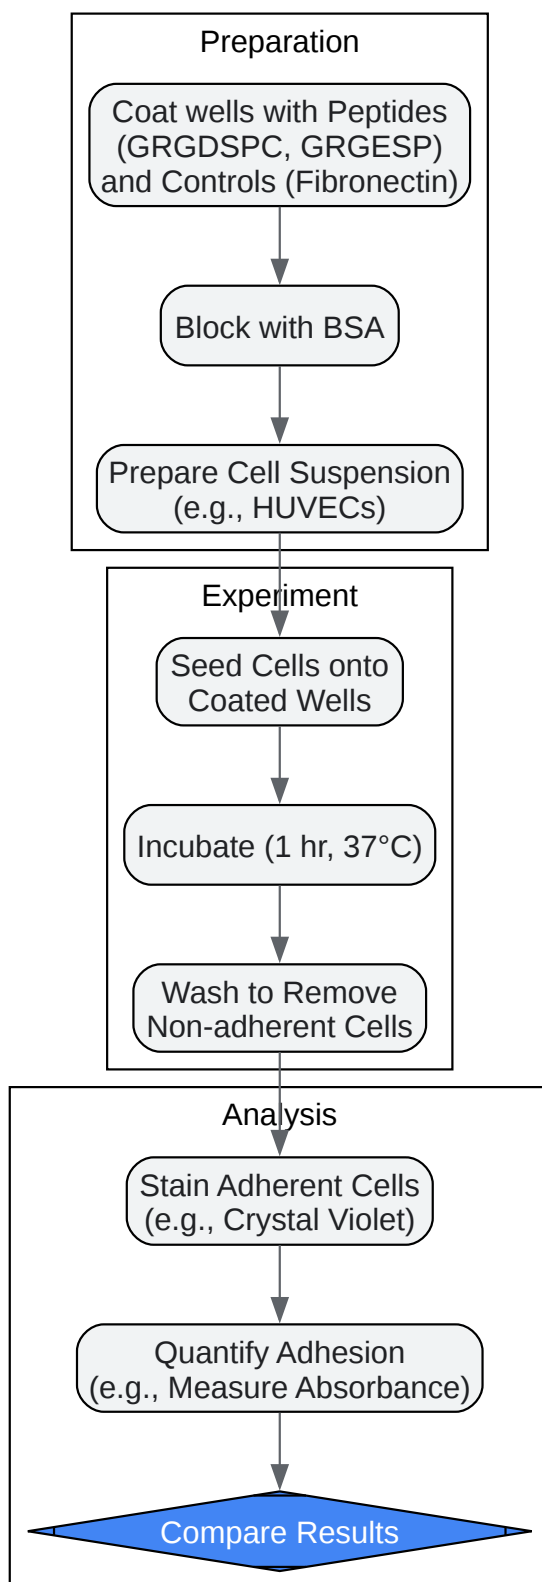 Preparation
Coat wells with Peptides
(GRGDSPC, GRGESP)
and Controls (Fibronectin)
Block with BSA
Prepare Cell Suspension
(e.g., HUVECs)
Experiment
Seed Cells onto
Coated Wells
Incubate (1 hr, 37°C)
Wash to Remove
Non-adherent Cells
Analysis
Stain Adherent Cells
(e.g., Crystal Violet)
Quantify Adhesion
(e.g., Measure Absorbance)
Compare Results